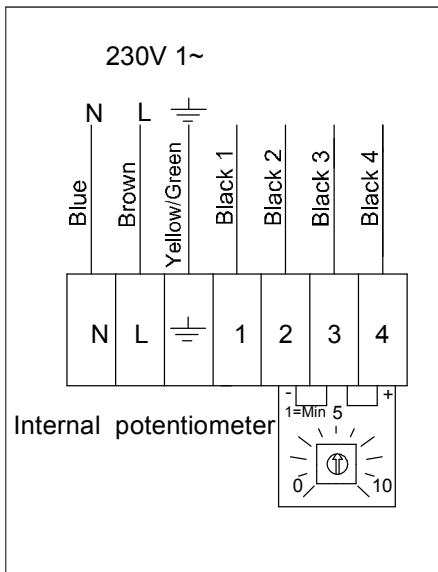 230V 1~
N L ⏚
Blue Brown Yellow/Green Black 1 Black 2 Black 3 Black 4
N L ⏚ 1 2 3 4
- +
1=Min 5
Internal potentiometer
0 10